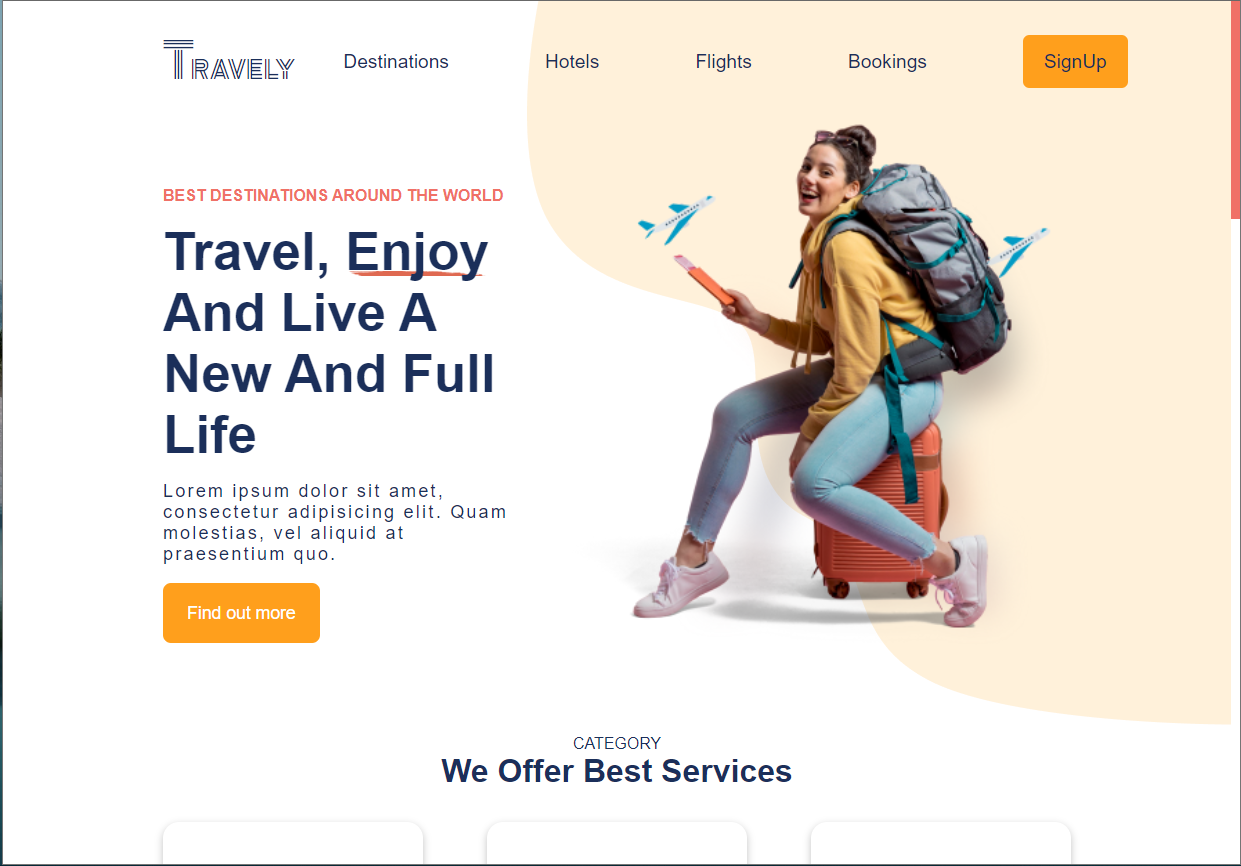 TRAVELY
Destinations
Hotels
Flights
Bookings
SignUp
BEST DESTINATIONS AROUND THE WORLD
Travel, Enjoy
And Live A
New And Full
Life
Lorem ipsum dolor sit amet,
consectetur adipisicing elit. Quam
molestias, vel aliquid at
praesentium quo.
Find out more
CATEGORY
We Offer Best Services